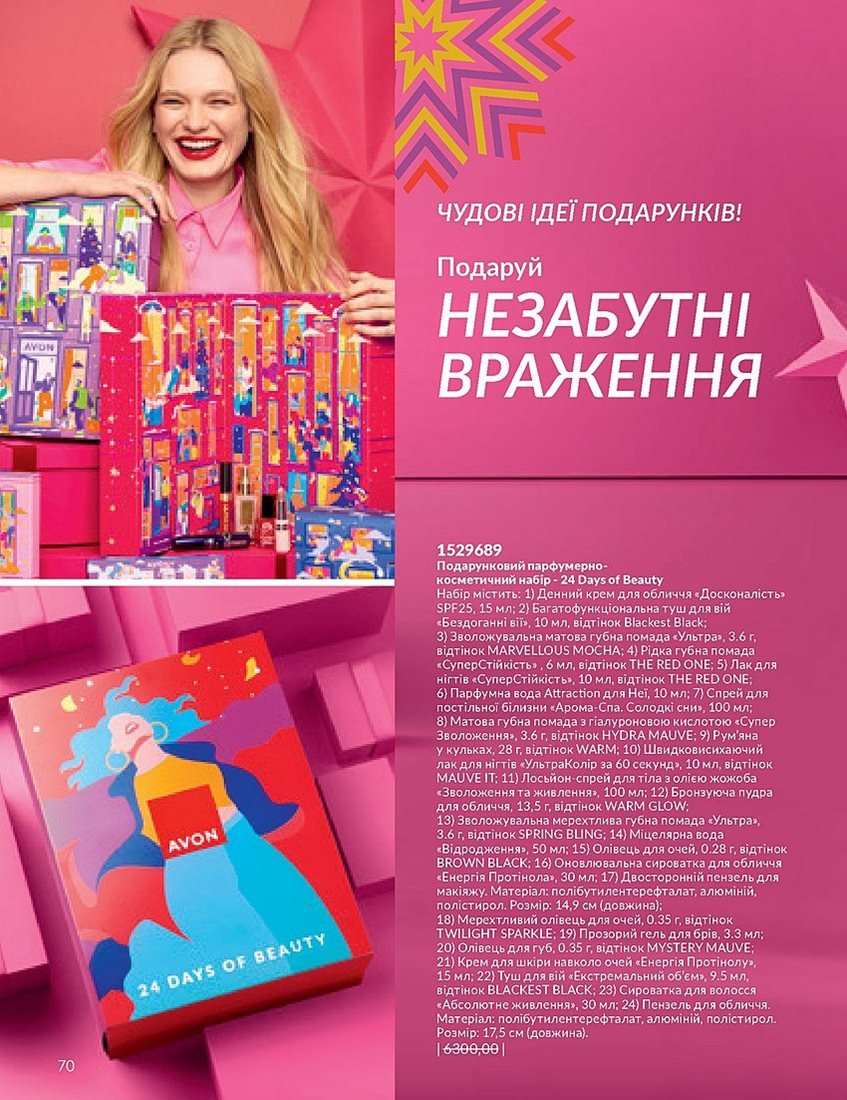 ЧУДОВІ ІДЕЇ ПОДАРУНКІВ!
Подаруй
НЕЗАБУТНІ
ВРАЖЕННЯ
AVON
AVON
24 DAYS OF BEAUTY
1529689
Подарунковий парфумерно-
косметичний набір - 24 Days of Beauty
Набір містить: 1) Денний крем для обличчя «Досконалість»
SPF25, 15 мл; 2) Багатофункціональна туш для вій
«Бездоганні вії», 10 мл, відтінок Blackest Black;
3) Зволожувальна матова губна помада «Ультра», 3.6 г,
відтінок MARVELLOUS MOCHA; 4) Рідка губна помада
«СуперСтійкість» , 6 мл, відтінок THE RED ONE; 5) Лак для
нігтів «СуперСтійкість», 10 мл, відтінок THE RED ONE;
6) Парфумна вода Attraction для Неї, 10 мл; 7) Спрей для
постільної білизни «Арома-Спа. Солодкі сни», 100 мл;
8) Матова губна помада з гіалуроновою кислотою «Супер
Зволоження», 3.6 г, відтінок HYDRA MAUVE; 9) Рум’яна
у кульках, 28 г, відтінок WARM; 10) Швидковисихаючий
лак для нігтів «УльтраКолір за 60 секунд», 10 мл, відтінок
MAUVE IT; 11) Лосьйон-спрей для тіла з олією жожоба
«Зволоження та живлення», 100 мл; 12) Бронзуюча пудра
для обличчя, 13,5 г, відтінок WARM GLOW;
13) Зволожувальна мерехтлива губна помада «Ультра»,
3.6 г, відтінок SPRING BLING; 14) Міцелярна вода
«Відродження», 50 мл; 15) Олівець для очей, 0.28 г, відтінок
BROWN BLACK; 16) Оновлювальна сироватка для обличчя
«Енергія Протінола», 30 мл; 17) Двосторонній пензель для
макіяжу. Матеріал: полібутилентерефталат, алюміній,
полістирол. Розмір: 14,9 см (довжина);
18) Мерехтливий олівець для очей, 0.35 г, відтінок
TWILIGHT SPARKLE; 19) Прозорий гель для брів, 3.3 мл;
20) Олівець для губ, 0.35 г, відтінок MYSTERY MAUVE;
21) Крем для шкіри навколо очей «Енергія Протінолу»,
15 мл; 22) Туш для вій «Екстремальний об’єм», 9.5 мл,
відтінок BLACKEST BLACK; 23) Сироватка для волосся
«Абсолютне живлення», 30 мл; 24) Пензель для обличчя.
Матеріал: полібутилентерефталат, алюміній, полістирол.
Розмір: 17,5 см (довжина).
| 6300,00 |
70